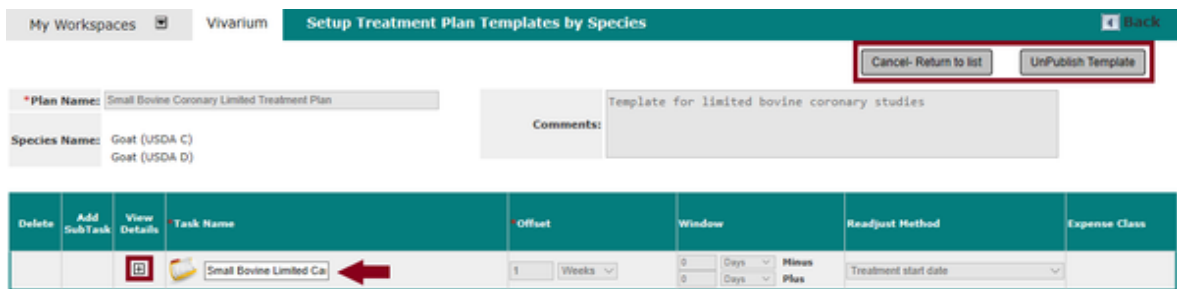 My Workspaces Vivarium Setup Treatment Plan Templates by Species Back
Cancel- Return to list UnPublish Template
*Plan Name: Small Bovine Coronary Limited Treatment Plan
Comments: Template for limited bovine coronary studies
Species Name: Goat (USDA C)
Goat (USDA D)
Delete Add SubTask View Details *Task Name *Offset Window Readjust Method Expense Class
Small Bovine Limited Ca 1 Weeks 0 Days Minus Treatment start date
0 Days Plus